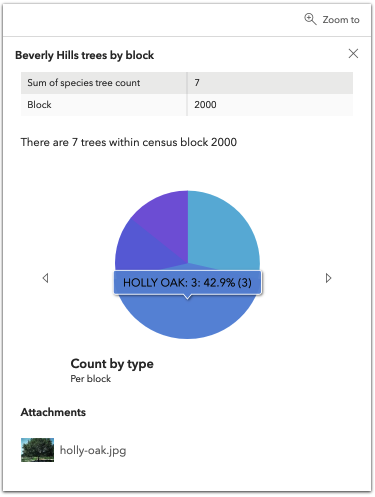 Zoom to
Beverly Hills trees by block
Sum of species tree count 7
Block 2000
There are 7 trees within census block 2000
HOLLY OAK: 3: 42.9% (3)
Count by type
Per block
Attachments
holly-oak.jpg